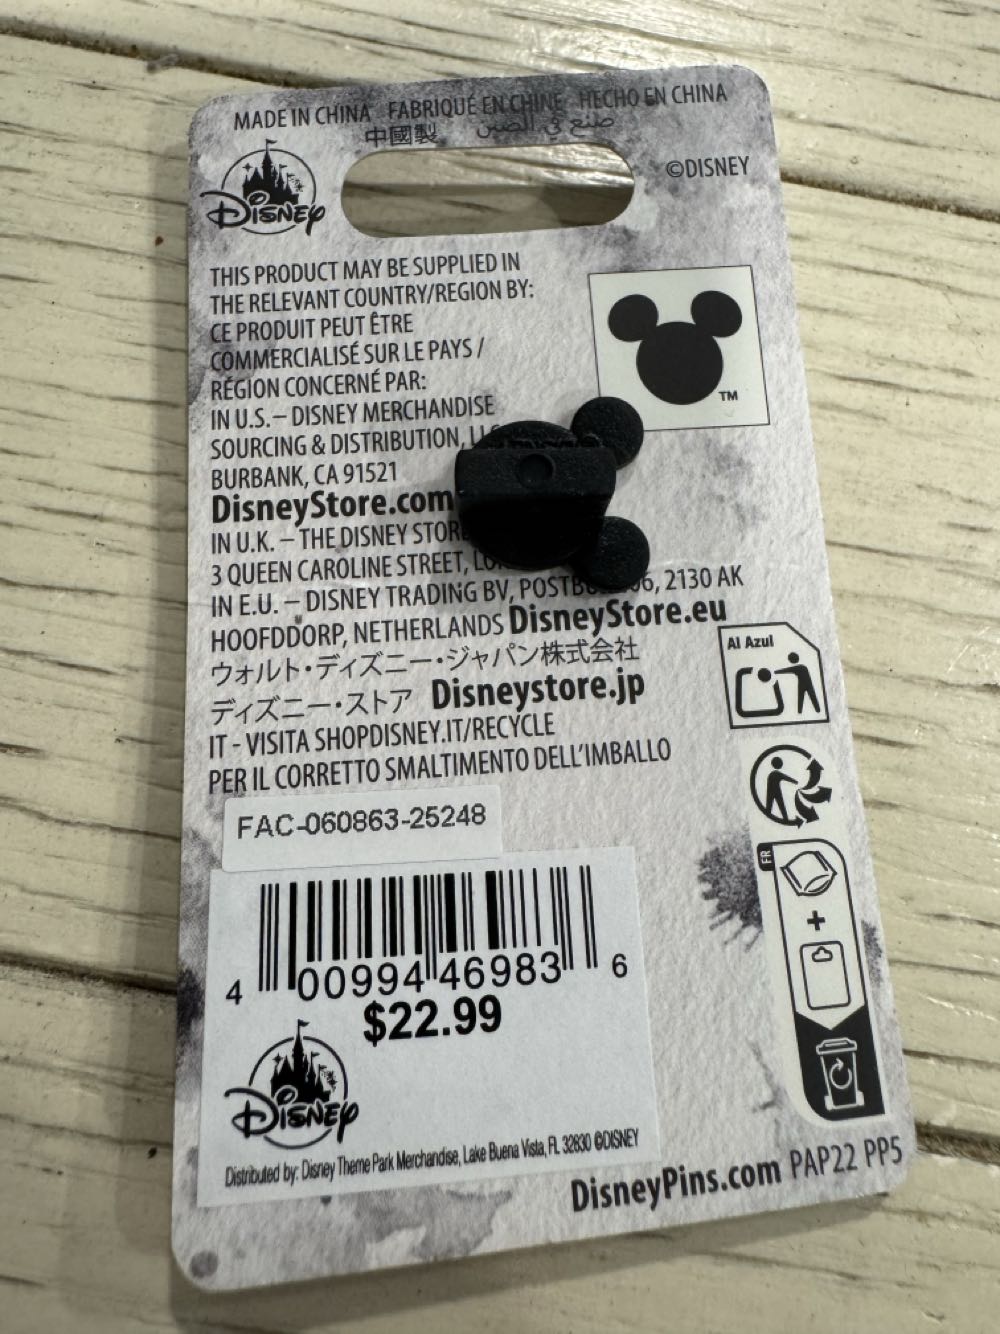 MADE IN CHINA FABRIQUÉ EN CHINE HECHO EN CHINA
中國製 صنع في الصين
©DISNEY
Disney
THIS PRODUCT MAY BE SUPPLIED IN
THE RELEVANT COUNTRY/REGION BY:
CE PRODUIT PEUT ÊTRE
COMMERCIALISÉ SUR LE PAYS /
RÉGION CONCERNÉ PAR:
TM
IN U.S. – DISNEY MERCHANDISE
SOURCING & DISTRIBUTION,
BURBANK, CA 91521
DisneyStore.com
IN U.K. – THE DISNEY STORE
3 QUEEN CAROLINE STREET,
IN E.U. – DISNEY TRADING BV, 2130 AK
HOOFDDORP, NETHERLANDS DisneyStore.eu
ウォルト・ディズニー・ジャパン株式会社
ディズニー・ストア Disneystore.jp
IT - VISITA SHOPDISNEY.IT/RECYCLE
PER IL CORRETTO SMALTIMENTO DELL'IMBALLO
Al Azul
FAC-060863-25248
FR
+
4 00994 46983 6
$22.99
Disney
Distributed by: Disney Theme Park Merchandise, Lake Buena Vista, FL 32830 ©DISNEY
DisneyPins.com PAP22 PP5